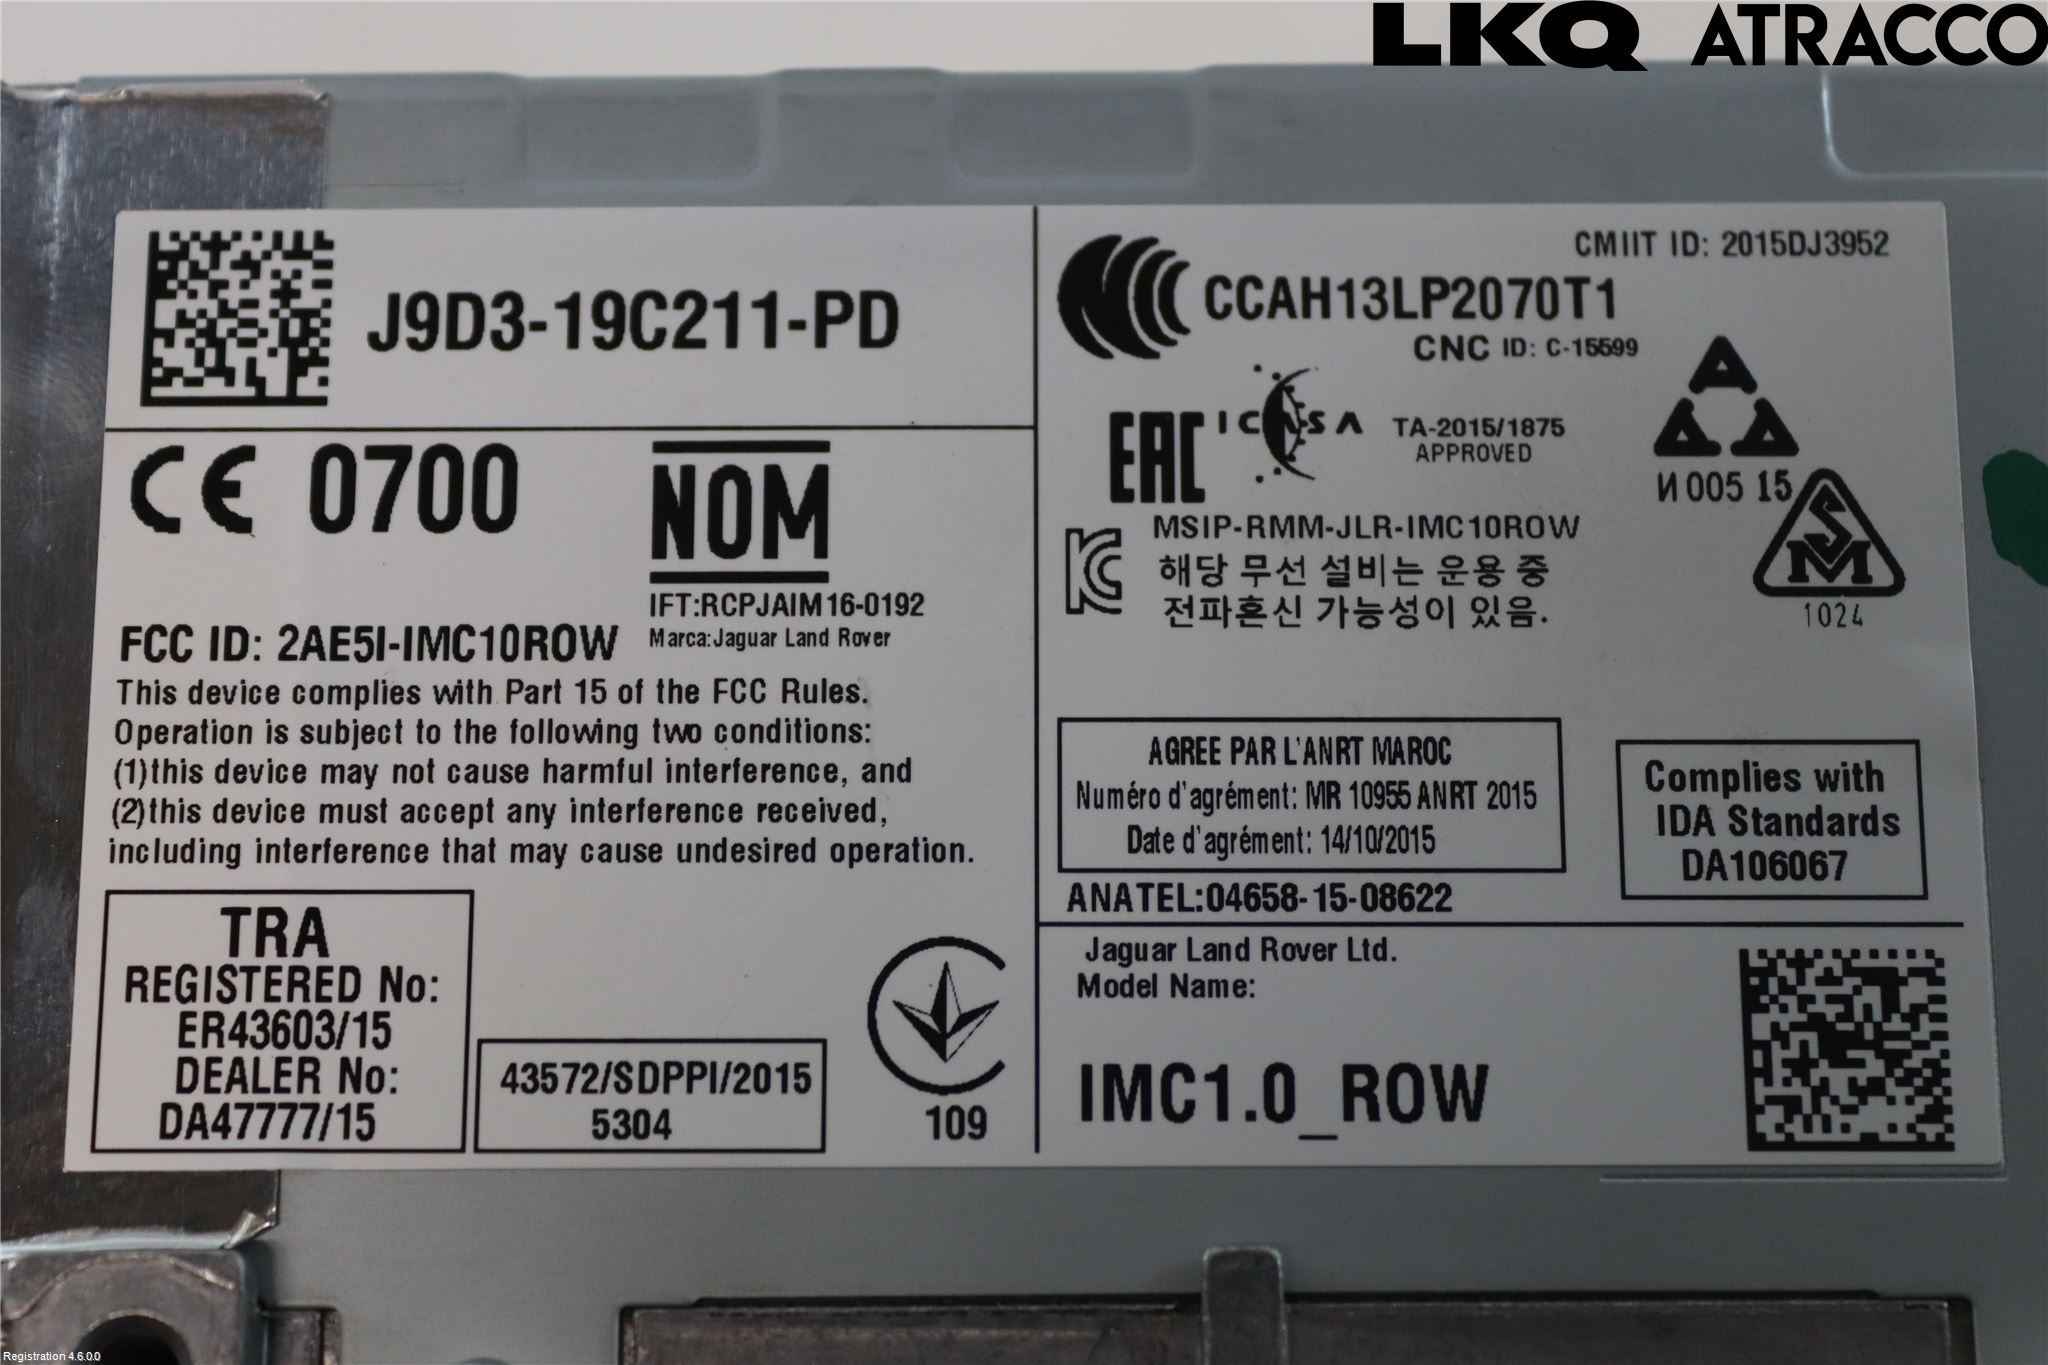 LKQ ATRACCO
J9D3-19C211-PD
CE 0700
NOM
IFT:RCPJAIM16-0192
Marca:Jaguar Land Rover
FCC ID: 2AE5I-IMC10ROW
This device complies with Part 15 of the FCC Rules.
Operation is subject to the following two conditions:
(1)this device may not cause harmful interference, and
(2)this device must accept any interference received,
including interference that may cause undesired operation.
TRA
REGISTERED No:
ER43603/15
DEALER No:
DA47777/15
43572/SDPPI/2015
5304
109
CMIIT ID: 2015DJ3952
CCAH13LP2070T1
CNC ID: C-15599
EAC
ICASA
TA-2015/1875
APPROVED
И 005 15
SM
1024
KC
MSIP-RMM-JLR-IMC10ROW
해당 무선 설비는 운용 중
전파혼신 가능성이 있음.
AGREE PAR L'ANRT MAROC
Numéro d'agrément: MR 10955 ANRT 2015
Date d'agrément: 14/10/2015
Complies with
IDA Standards
DA106067
ANATEL:04658-15-08622
Jaguar Land Rover Ltd.
Model Name:
IMC1.0_ROW
Registration 4.6.0.0